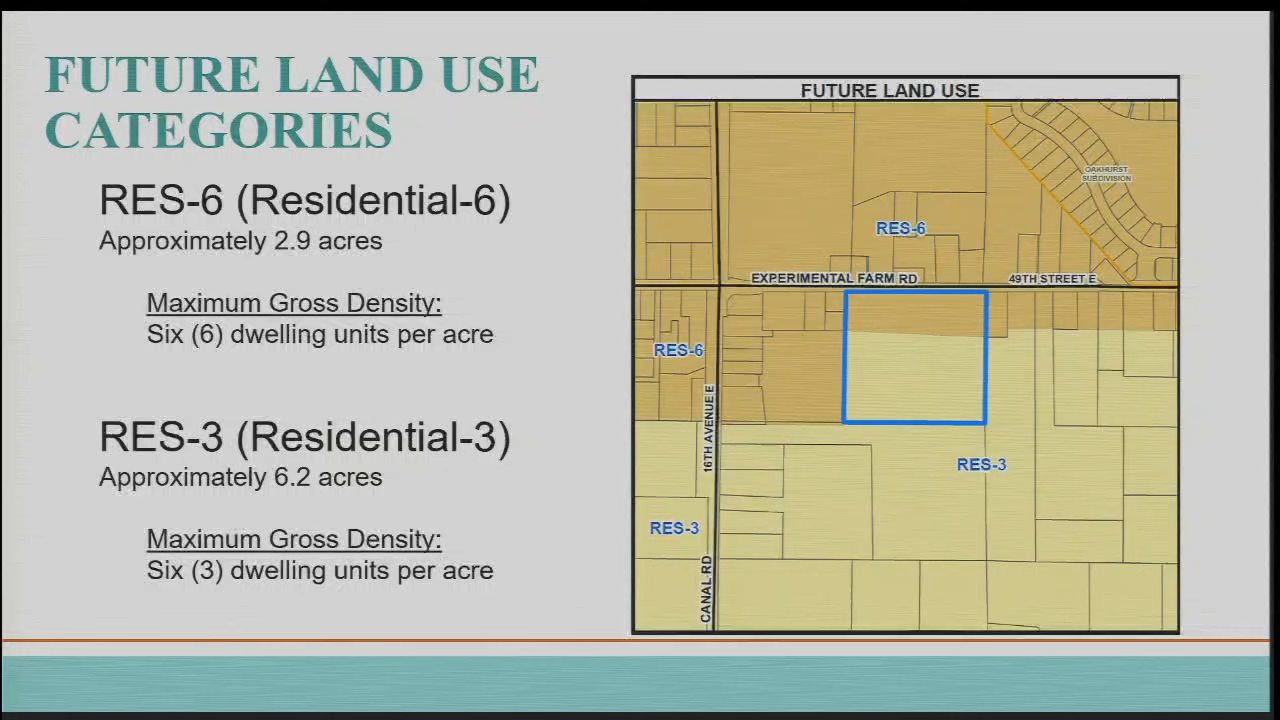 FUTURE LAND USE
CATEGORIES
RES-6 (Residential-6)
Approximately 2.9 acres
Maximum Gross Density:
Six (6) dwelling units per acre
RES-3 (Residential-3)
Approximately 6.2 acres
Maximum Gross Density:
Six (3) dwelling units per acre
FUTURE LAND USE
OAKHURST
SUBDIVISION
RES-6
EXPERIMENTAL FARM RD
49TH STREET E
RES-6
16TH AVENUE E
RES-3
RES-3
CANAL RD